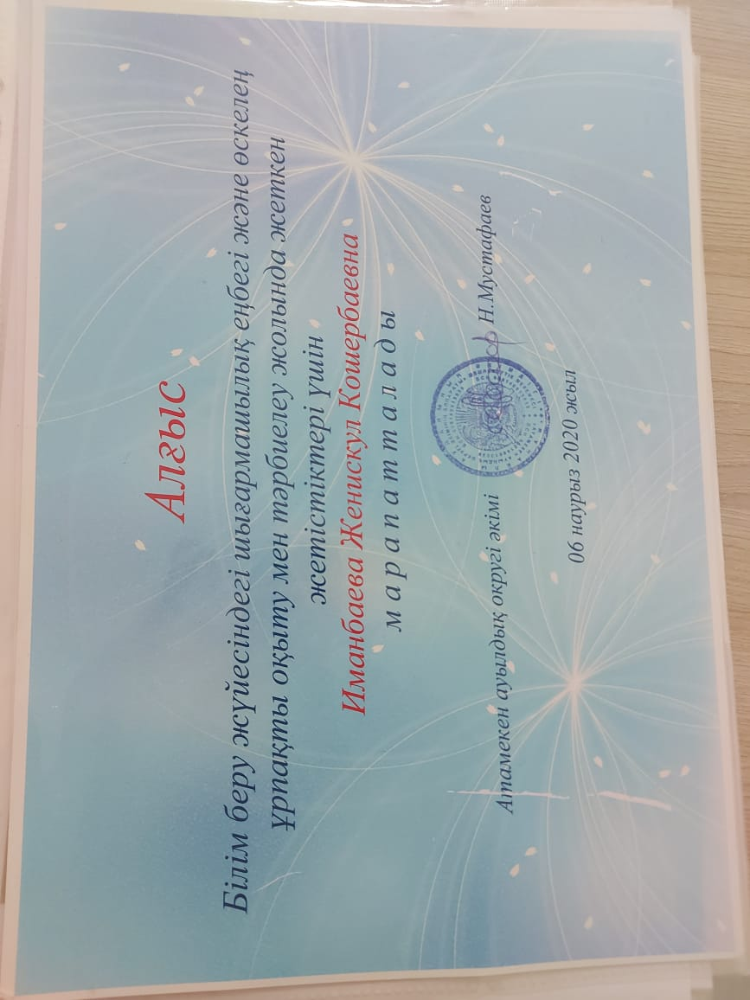 Алғыс
Білім беру жүйесіндегі шығармашылық еңбегі және өскелең
ұрпақты оқыту мен тәрбиелеу жолында жеткен
жетістіктері үшін
Иманбаева Женискул Кошербаевна
м а р а п а т т а л а д ы
Атамекен ауылдық округі әкімі Н.Мустафаев
06 наурыз 2020 жыл